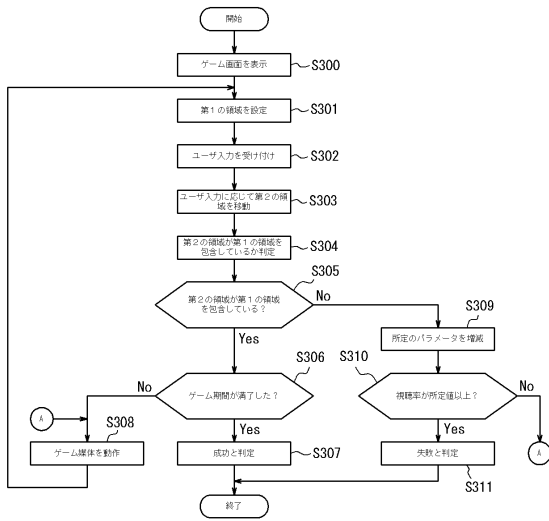 開始
ゲーム画面を表示
S300
第1の領域を設定
S301
ユーザ入力を受け付け
S302
ユーザ入力に応じて第2の領
域を移動
S303
第2の領域が第1の領域を
包含しているか判定
S304
S305
第2の領域が第1の領域
を包含している?
No
Yes
S309
所定のパラメータを増減
S306
ゲーム期間が満了した?
No
Yes
S310
視聴率が所定値以上?
No
Yes
A
S308
ゲーム媒体を動作
成功と判定
S307
失敗と判定
S311
A
終了